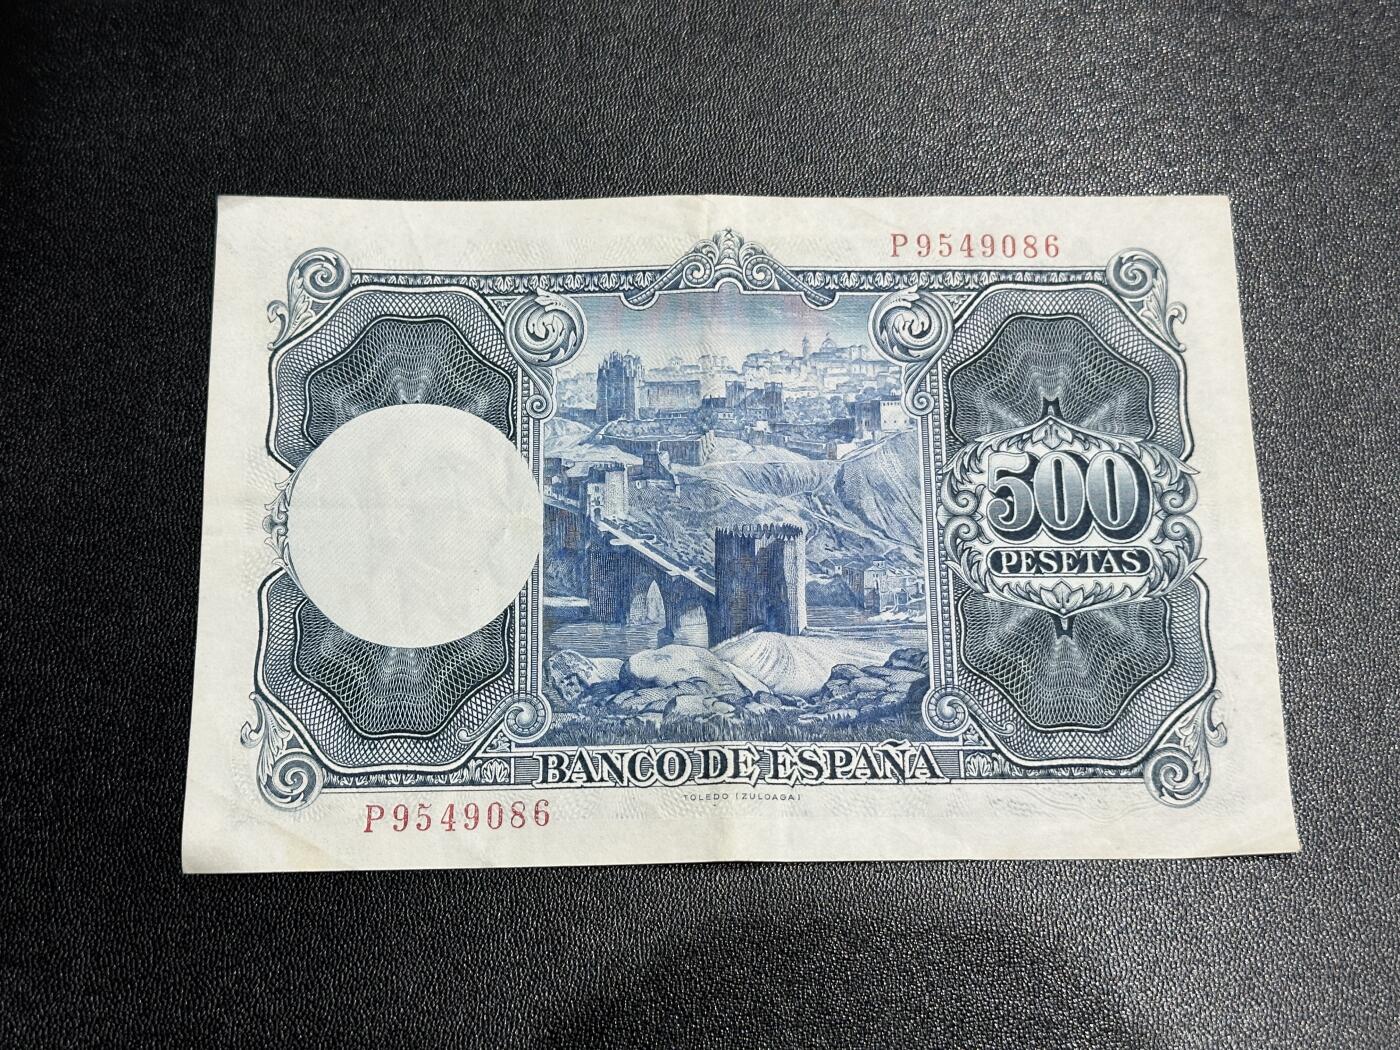 P9549086
500
PESETAS
BANCO DE ESPAÑA
TOLEDO (ZULOAGA)
P9549086